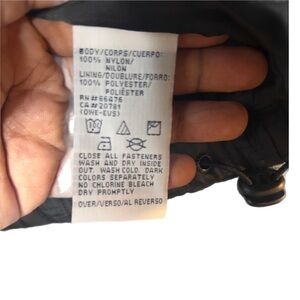 BODY/CORPS/CUERPO:
100% NYLON/
NILON
LINING/DOUBLURE/FORRO:
100% POLYESTER/
POLIÉSTER
RN#66476
CA#20781
(OWE-EUS)
CLOSE ALL FASTENERS
WASH AND DRY INSIDE
OUT. WASH COLD. DARK
COLORS SEPARATELY
NO CHLORINE BLEACH
DRY PROMPTLY
OVER/VERSO/AL REVERSO